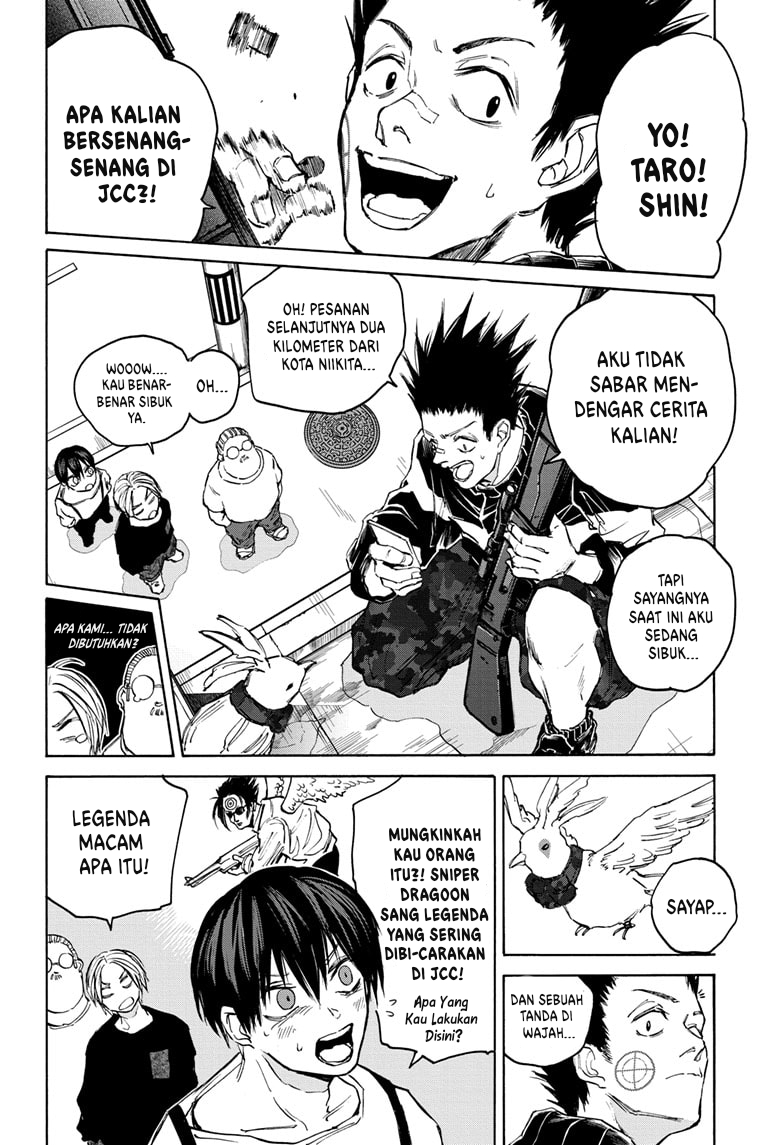 YO!
TARO!
SHIN!
APA KALIAN
BERSENANG-
SENANG DI
JCC?!
AKU TIDAK
SABAR MEN-
DENGAR CERITA
KALIAN!
OH! PESANAN
SELANJUTNYA DUA
KILOMETER DARI
KOTA NIIKITA...
OH...
WOOOW....
KAU BENAR-
BENAR SIBUK
YA.
TAPI
SAYANGNYA
SAAT INI AKU
SEDANG
SIBUK...
APA KAMI... TIDAK
DIBUTUHKAN?
SAYAP...
DAN SEBUAH
TANDA DI
WAJAH...
MUNGKINKAH
KAU ORANG
ITU?! SNIPER
DRAGOON
SANG LEGENDA
YANG SERING
DIBI-CARAKAN
DI JCC!
Apa Yang
Kau Lakukan
Disini?
LEGENDA
MACAM
APA ITU!